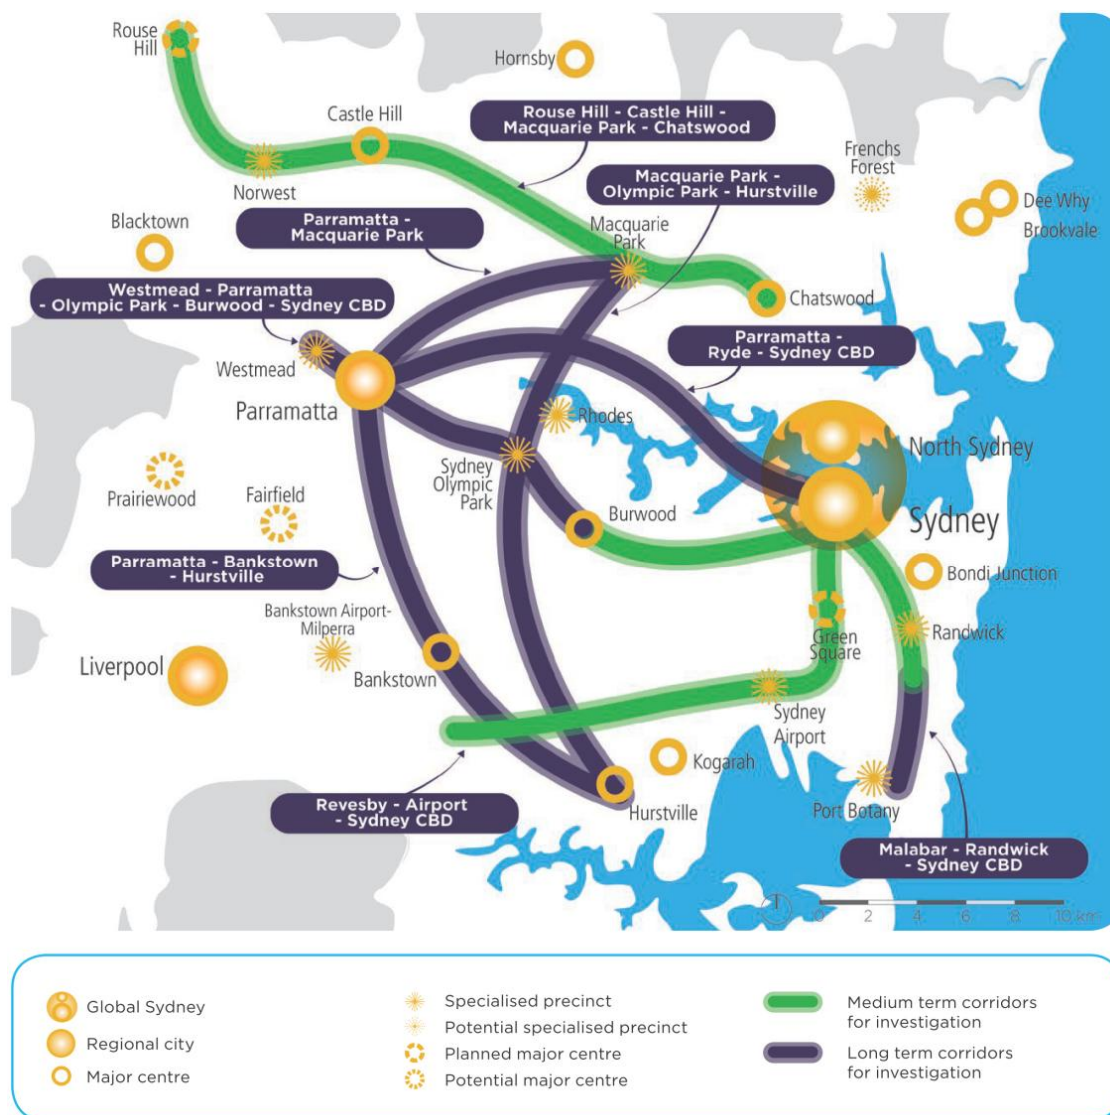 Rouse
Hill
Hornsby
Castle Hill
Rouse Hill - Castle Hill -
Macquarie Park - Chatswood
Frenchs
Forest
Norwest
Macquarie Park -
Olympic Park - Hurstville
Dee Why
Brookvale
Blacktown
Parramatta -
Macquarie Park
Macquarie
Park
Westmead - Parramatta
- Olympic Park - Burwood - Sydney CBD
Chatswood
Westmead
Parramatta -
Ryde - Sydney CBD
Parramatta
Rhodes
North Sydney
Sydney
Olympic
Park
Prairiewood
Fairfield
Burwood
Sydney
Parramatta - Bankstown
- Hurstville
Bondi Junction
Bankstown Airport-
Milperra
Green
Square
Randwick
Liverpool
Bankstown
Sydney
Airport
Kogarah
Revesby - Airport
- Sydney CBD
Hurstville
Port Botany
Malabar - Randwick
- Sydney CBD
0 2 4 6 8 10 km
Global Sydney
Regional city
Major centre
Specialised precinct
Potential specialised precinct
Planned major centre
Potential major centre
Medium term corridors
for investigation
Long term corridors
for investigation